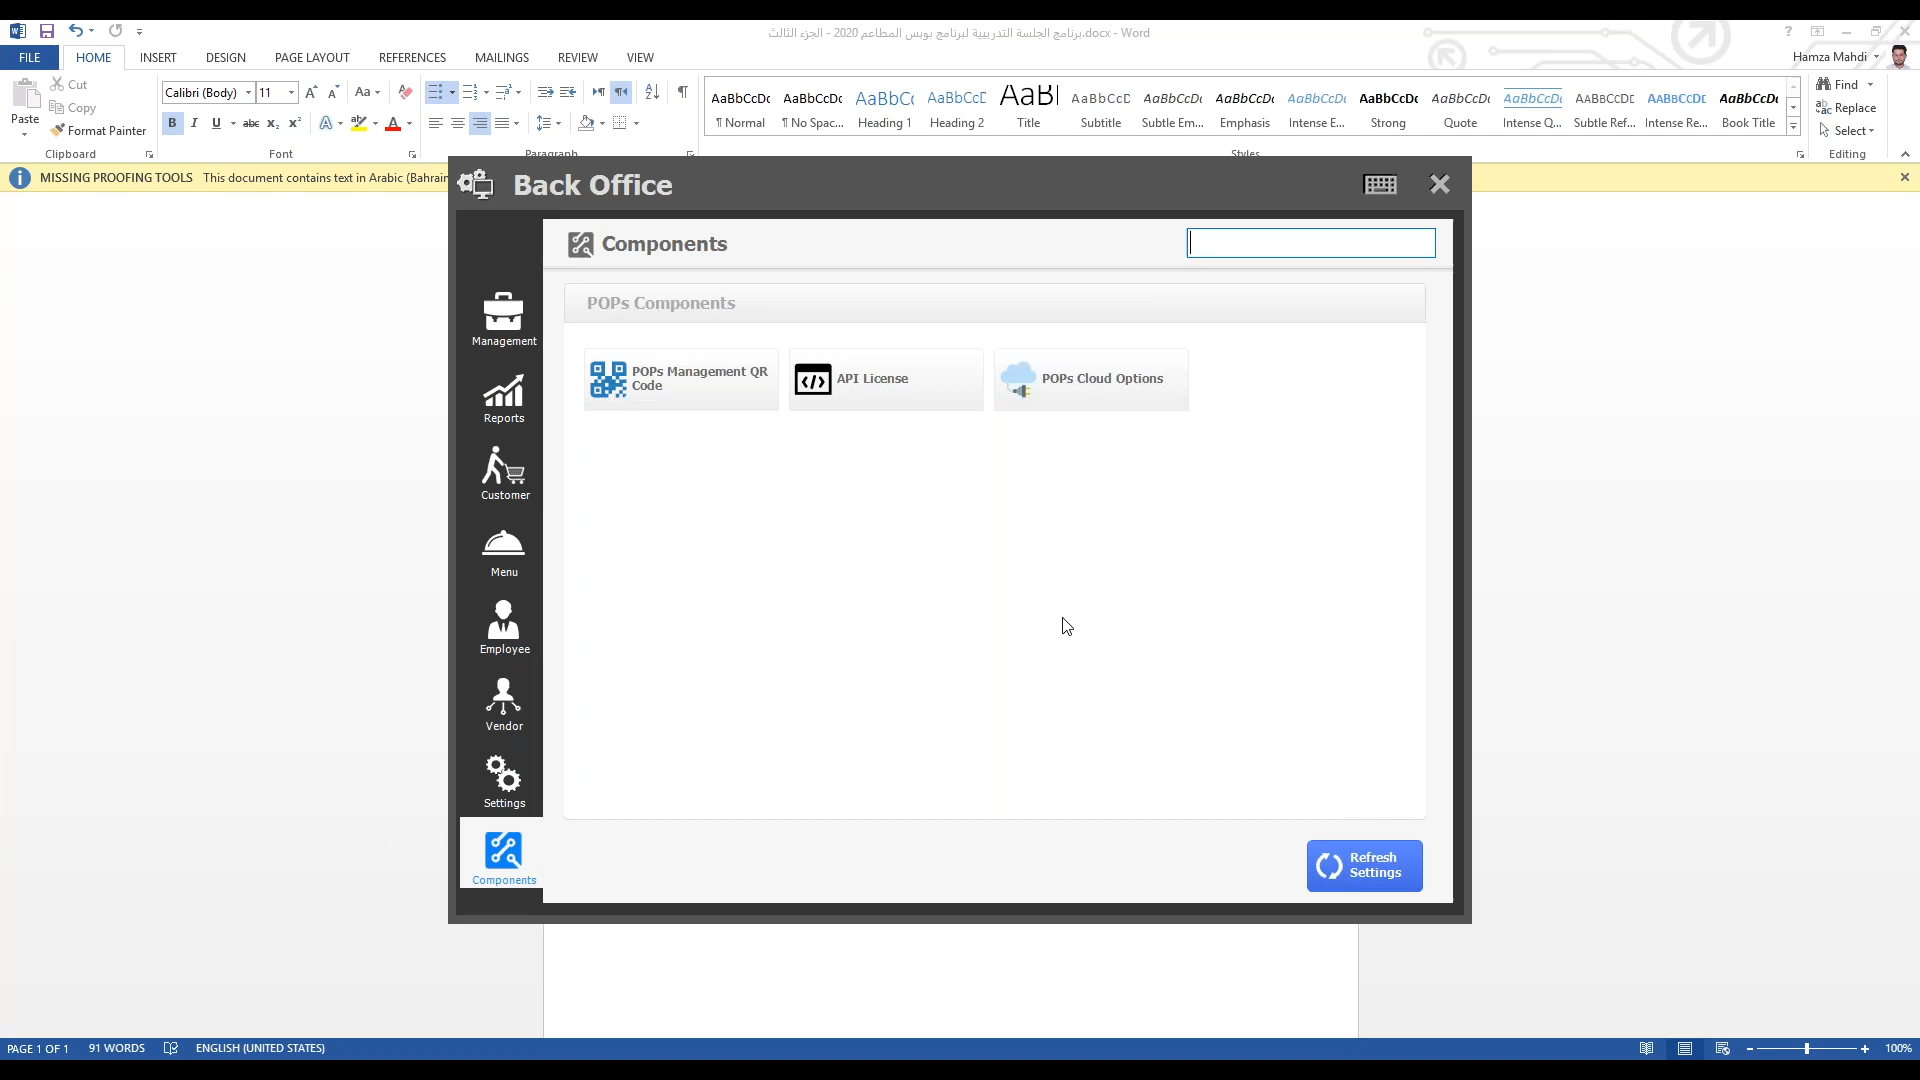 برنامج الجلسة التدريبية لبرنامج بوبس المطاعم 2020 - الجزء الثالث.docx - Word
FILE HOME INSERT DESIGN PAGE LAYOUT REFERENCES MAILINGS REVIEW VIEW
Hamza Mahdi
Paste
Cut
Copy
Format Painter
Clipboard
Calibri (Body) 11
Font
Paragraph
AaBbCcDc AaBbCcDc AaBbCc AaBbCcC AaBl AaBbCcC AaBbCcDc AaBbCcDc AaBbCcDc AaBbCcDc AaBbCcDc AaBbCcDc AABBCCDC AABBCCDC AaBbCcDc
¶ Normal ¶ No Spac... Heading 1 Heading 2 Title Subtitle Subtle Em... Emphasis Intense E... Strong Quote Intense Q... Subtle Ref... Intense Re... Book Title
Styles
Find
Replace
Select
Editing
MISSING PROOFING TOOLS This document contains text in Arabic (Bahrain
Back Office
Components
Management
Reports
Customer
Menu
Employee
Vendor
Settings
Components
POPs Components
POPs Management QR
Code
API License
POPs Cloud Options
Refresh
Settings
PAGE 1 OF 1 91 WORDS ENGLISH (UNITED STATES)
100%